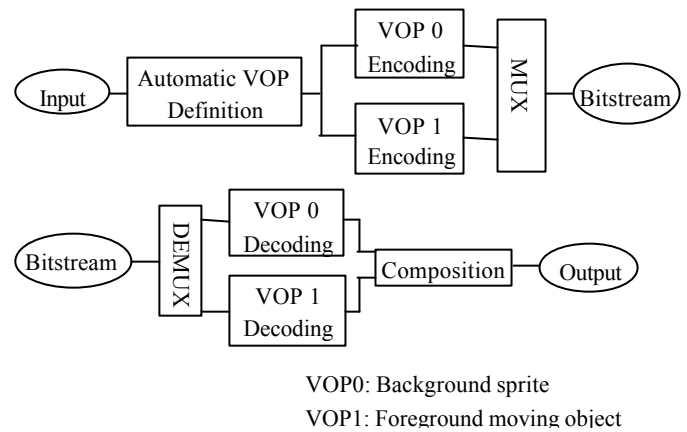 Input
Automatic VOP
Definition
VOP 0
Encoding
VOP 1
Encoding
MUX
Bitstream
Bitstream
DEMUX
VOP 0
Decoding
VOP 1
Decoding
Composition
Output
VOP0: Background sprite
VOP1: Foreground moving object